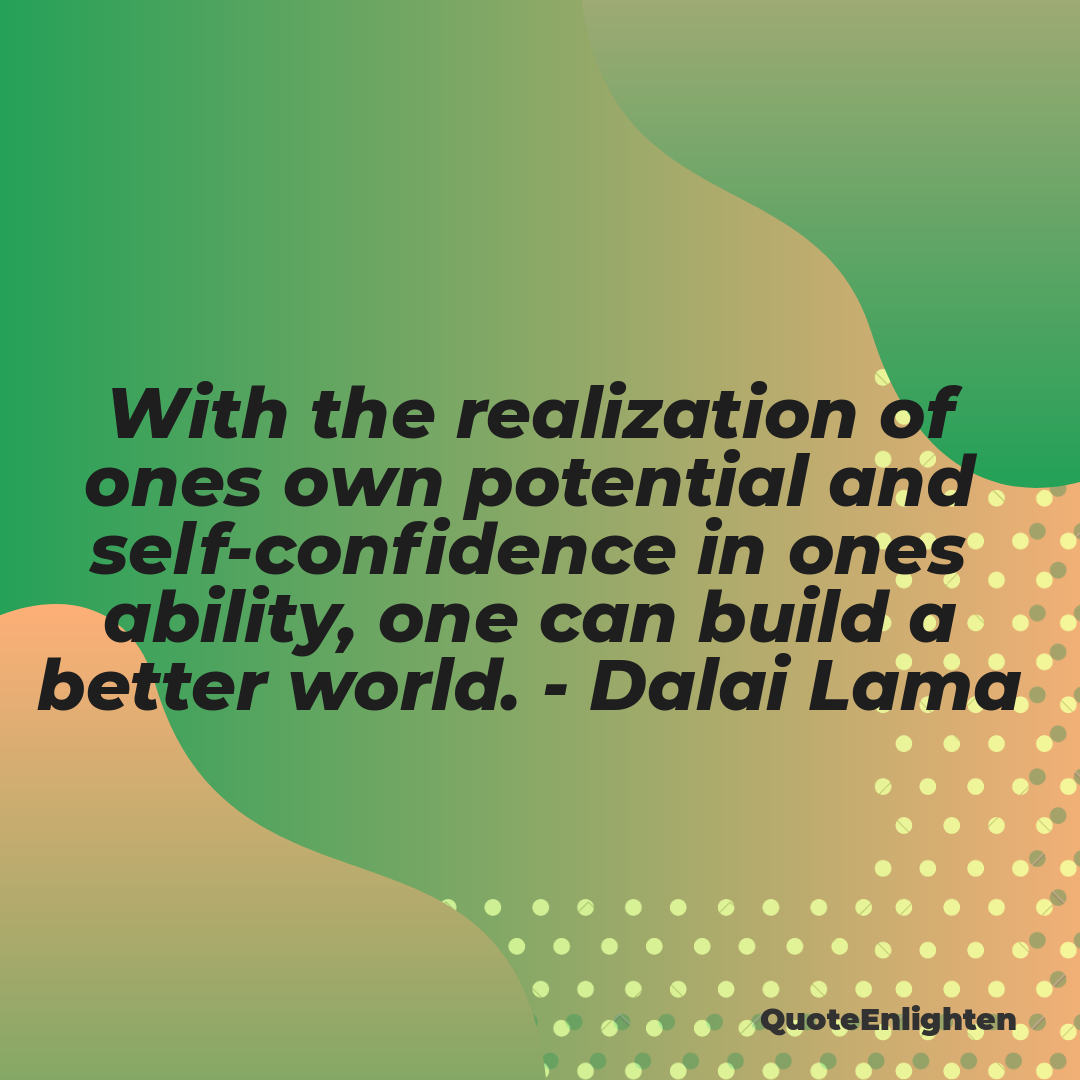 With the realization of
ones own potential and
self-confidence in ones
ability, one can build a
better world. - Dalai Lama
QuoteEnlighten